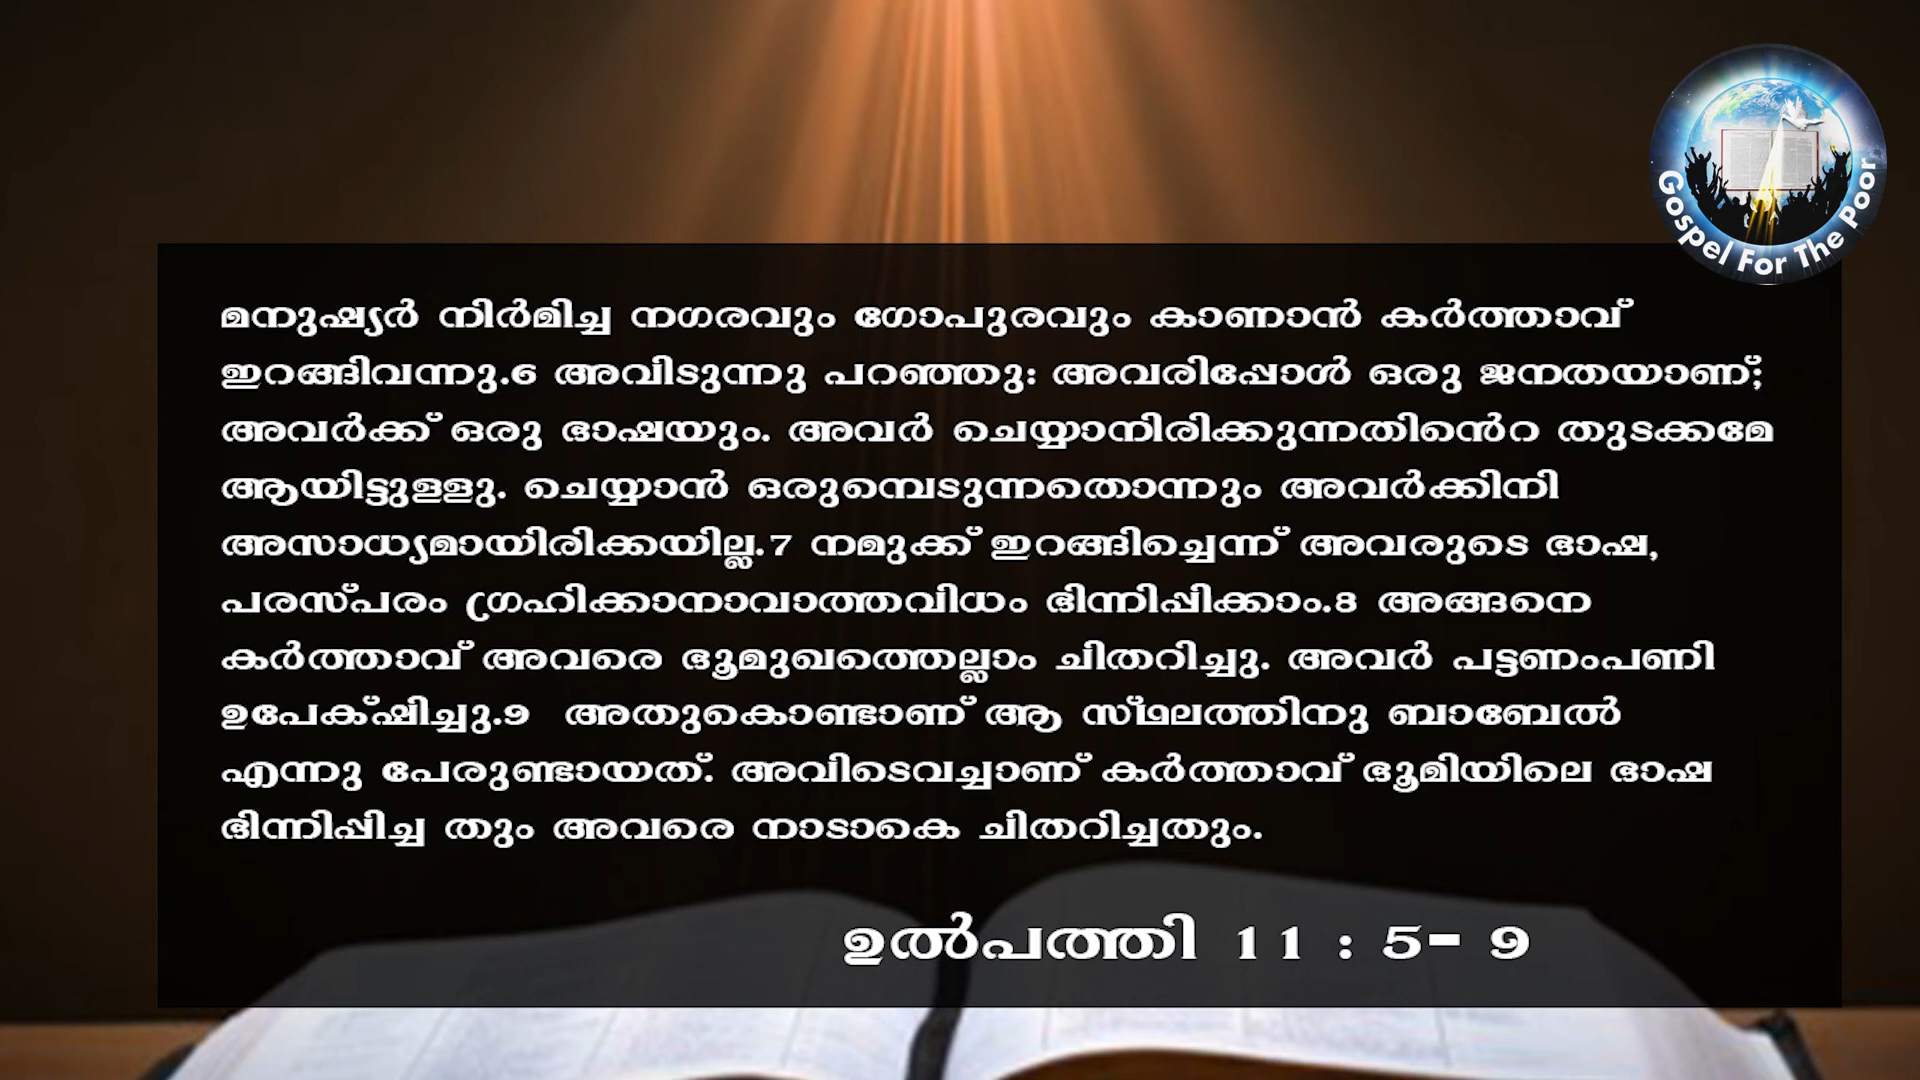 മനുഷ്യർ നിർമിച്ച നഗരവും ഗോപുരവും കാണാൻ കർത്താവ്
ഇറങ്ങിവന്നു.6 അവിടുന്നു പറഞ്ഞു: അവരിപ്പോൾ ഒരു ജനതയാണ്;
അവർക്ക് ഒരു ഭാഷയും. അവർ ചെയ്യാനിരിക്കുന്നതിൻെറ തുടക്കമേ
ആയിട്ടുള്ളു. ചെയ്യാൻ ഒരുമ്പെടുന്നതൊന്നും അവർക്കിനി
അസാധ്യമായിരിക്കയില്ല.7 നമുക്ക് ഇറങ്ങിച്ചെന്ന് അവരുടെ ഭാഷ,
പരസ്പരം ഗ്രഹിക്കാനാവാത്തവിധം ഭിന്നിപ്പിക്കാം.8 അങ്ങനെ
കർത്താവ് അവരെ ഭൂമുഖത്തെല്ലാം ചിതറിച്ചു. അവർ പട്ടണംപണി
ഉപേക്‌ഷിച്ചു.9 അതുകൊണ്ടാണ് ആ സ്‌ഥലത്തിനു ബാബേൽ
എന്നു പേരുണ്ടായത്. അവിടെവച്ചാണ് കർത്താവ് ഭൂമിയിലെ ഭാഷ
ഭിന്നിപ്പിച്ച തും അവരെ നാടാകെ ചിതറിച്ചതും.
ഉൽപത്തി 11 : 5- 9
Gospel For The Poor